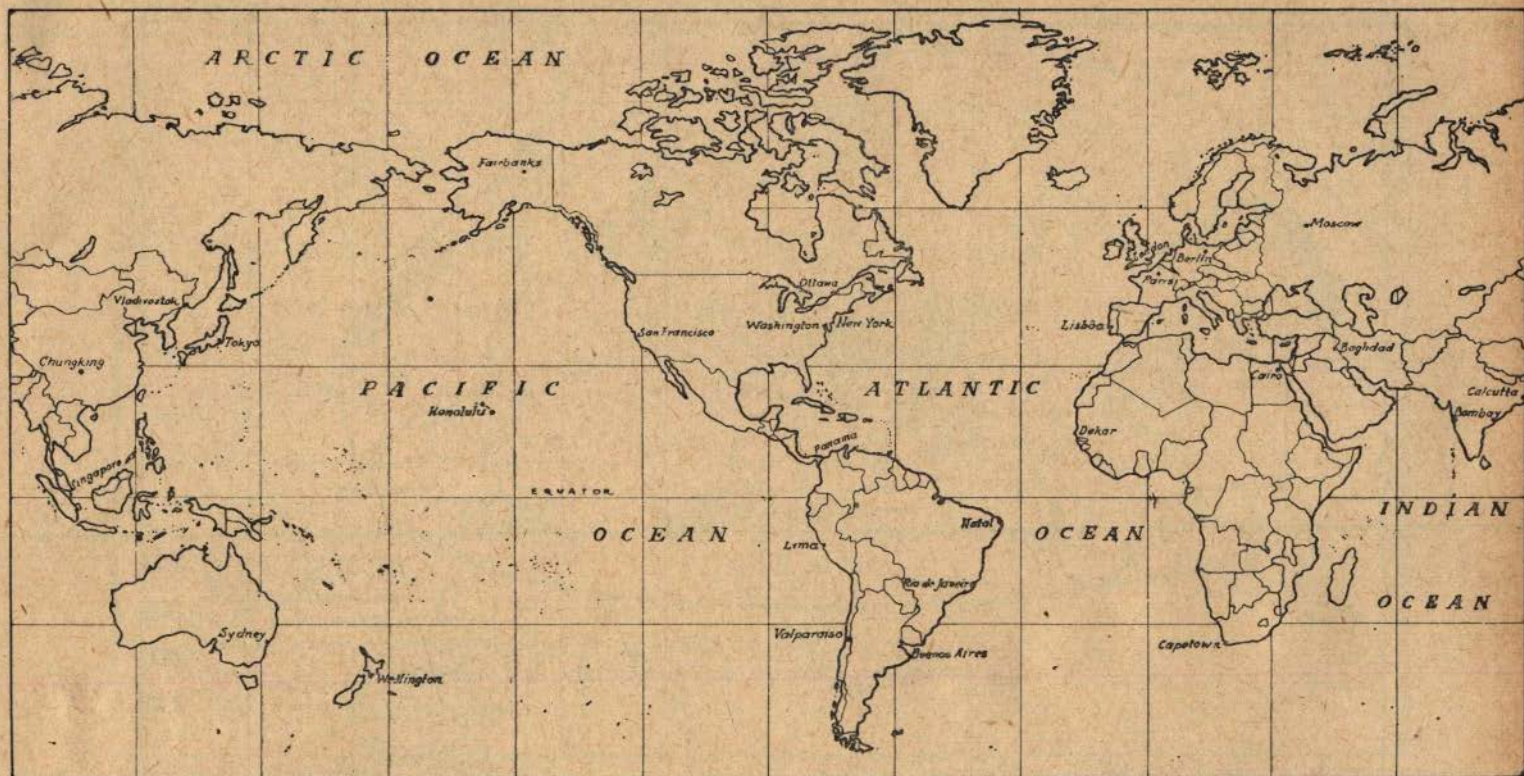 ARCTIC OCEAN
Fairbanks
Moscow
Berlin
Ottawa
Vladivostok
San Francisco
Washington
New York
Lisboa
Tokyo
Baghdad
Chungking
Cairo
PACIFIC
ATLANTIC
Calcutta
Honolulu
Bombay
Dakar
Panama
Singapore
EQUATOR
INDIAN
OCEAN
OCEAN
Natal
Lima
Rio de Janeiro
OCEAN
Sydney
Valparaiso
Capetown
Buenos Aires
Wellington